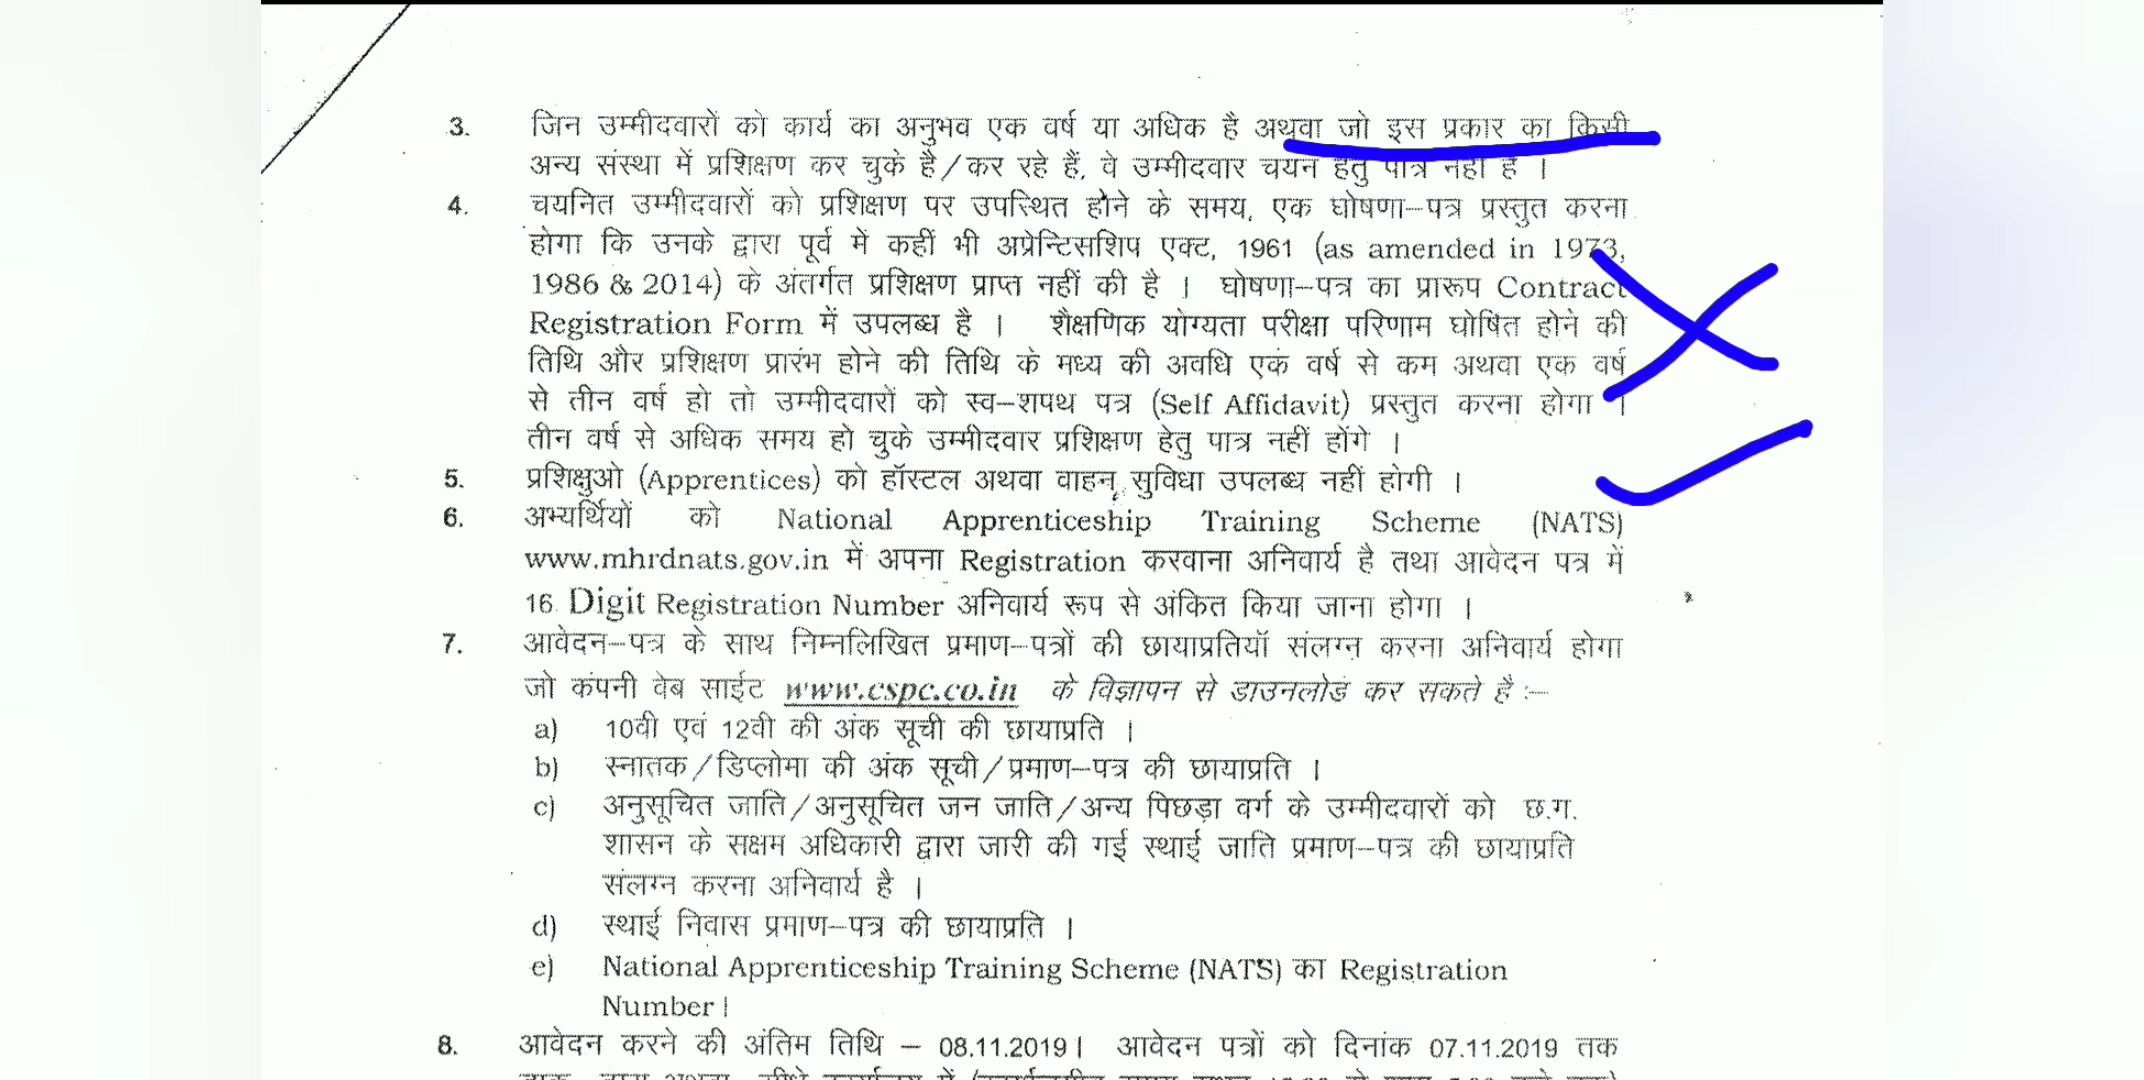 3. जिन उम्मीदवारों को कार्य का अनुभव एक वर्ष या अधिक है अथवा जो इस प्रकार का किसी
अन्य संस्था में प्रशिक्षण कर चुके है/कर रहे हैं, वे उम्मीदवार चयन हेतु पात्र नहीं है ।
4. चयनित उम्मीदवारों को प्रशिक्षण पर उपस्थित होने के समय, एक घोषणा–पत्र प्रस्तुत करना
होगा कि उनके द्वारा पूर्व में कहीं भी अप्रेन्टिसशिप एक्ट, 1961 (as amended in 1973,
1986 & 2014) के अंतर्गत प्रशिक्षण प्राप्त नहीं की है । घोषणा–पत्र का प्रारूप Contract
Registration Form में उपलब्ध है । शैक्षणिक योग्यता परीक्षा परिणाम घोषित होने की
तिथि और प्रशिक्षण प्रारंभ होने की तिथि के मध्य की अवधि एक वर्ष से कम अथवा एक वर्ष
से तीन वर्ष हो तो उम्मीदवारों को स्व–शपथ पत्र (Self Affidavit) प्रस्तुत करना होगा ।
तीन वर्ष से अधिक समय हो चुके उम्मीदवार प्रशिक्षण हेतु पात्र नहीं होंगे ।
5. प्रशिक्षुओ (Apprentices) को हॉस्टल अथवा वाहन सुविधा उपलब्ध नहीं होगी ।
6. अभ्यर्थियों को National Apprenticeship Training Scheme (NATS)
www.mhrdnats.gov.in में अपना Registration करवाना अनिवार्य है तथा आवेदन पत्र में
16 Digit Registration Number अनिवार्य रूप से अंकित किया जाना होगा ।
7. आवेदन–पत्र के साथ निम्नलिखित प्रमाण–पत्रों की छायाप्रतियॉ संलग्न करना अनिवार्य होगा
जो कंपनी वेब साईट www.cspc.co.in के विज्ञापन से डाउनलोड कर सकते है :–
a) 10वी एवं 12वी की अंक सूची की छायाप्रति ।
b) स्नातक/डिप्लोमा की अंक सूची/प्रमाण–पत्र की छायाप्रति ।
c) अनुसूचित जाति/अनुसूचित जन जाति/अन्य पिछड़ा वर्ग के उम्मीदवारों को छ.ग.
शासन के सक्षम अधिकारी द्वारा जारी की गई स्थाई जाति प्रमाण–पत्र की छायाप्रति
संलग्न करना अनिवार्य है ।
d) स्थाई निवास प्रमाण–पत्र की छायाप्रति ।
e) National Apprenticeship Training Scheme (NATS) का Registration
Number।
8. आवेदन करने की अंतिम तिथि – 08.11.2019। आवेदन पत्रों को दिनांक 07.11.2019 तक